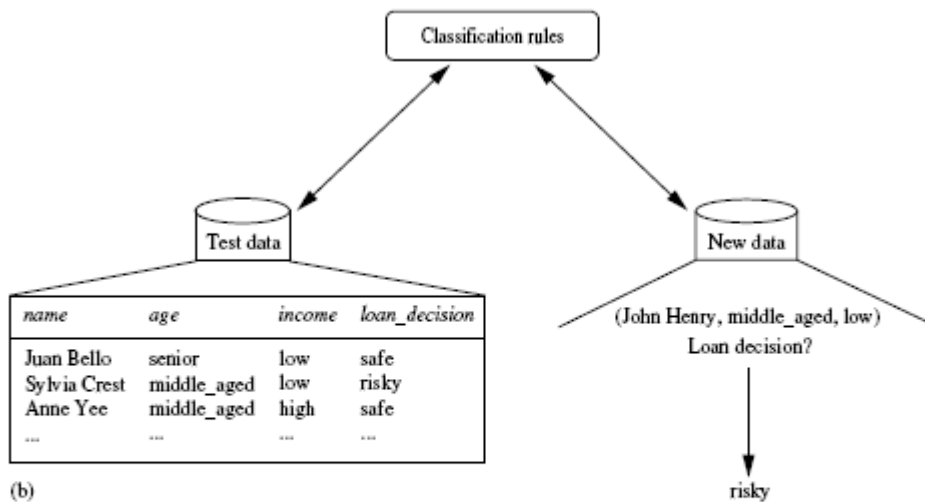 Classification rules
Test data
New data
name age income loan_decision
Juan Bello senior low safe
Sylvia Crest middle_aged low risky
Anne Yee middle_aged high safe
... ... ... ...
(John Henry, middle_aged, low)
Loan decision?
risky
(b)